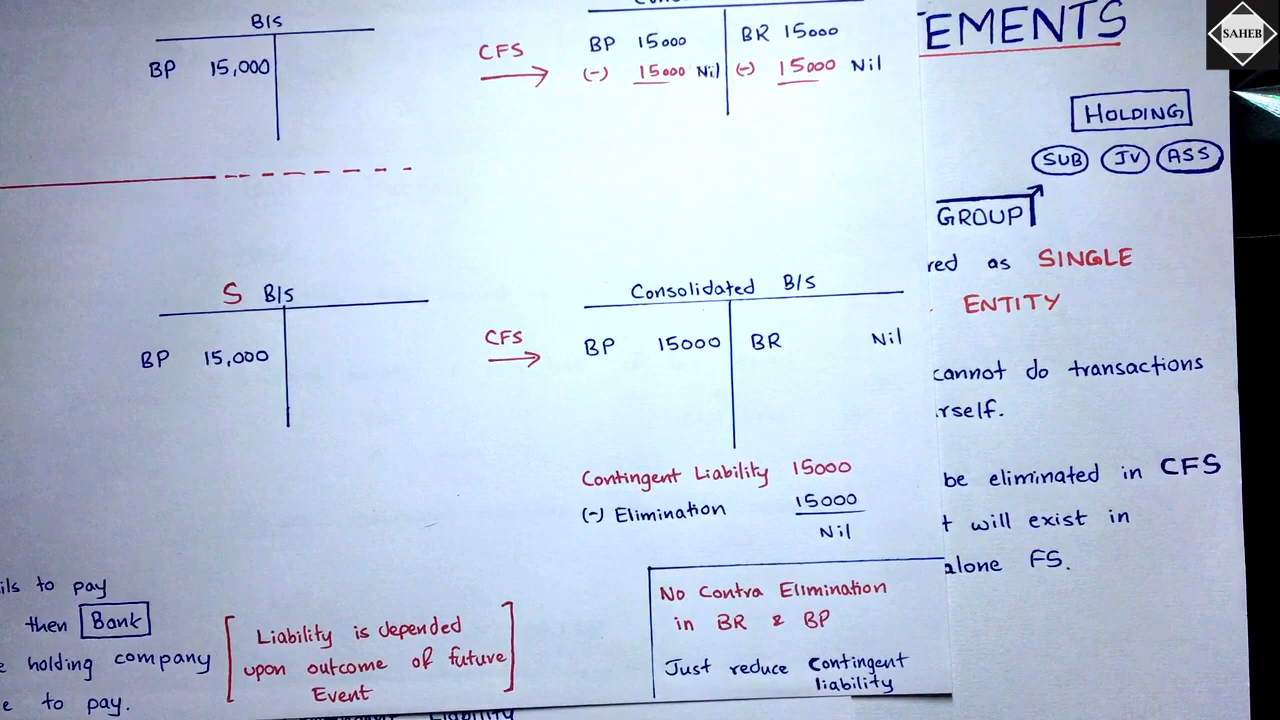 B/s
BP 15,000
CFS
BP 15000
(-) 15000 Nil
BR 15000
(-) 15000 Nil
EMENTS
SAHEB
HOLDING
SUB JV ASS
GROUP
red as SINGLE
ENTITY
cannot do transactions
rself.
be eliminated in CFS
t will exist in
alone FS.
S B/s
BP 15,000
CFS
Consolidated B/s
BP 15000 BR Nil
Contingent Liability 15000
(-) Elimination 15000
Nil
ils to pay
then Bank
e holding company
e to pay.
Liability is depended
upon outcome of future
Event
No Contra Elimination
in BR & BP
Just reduce Contingent
liability